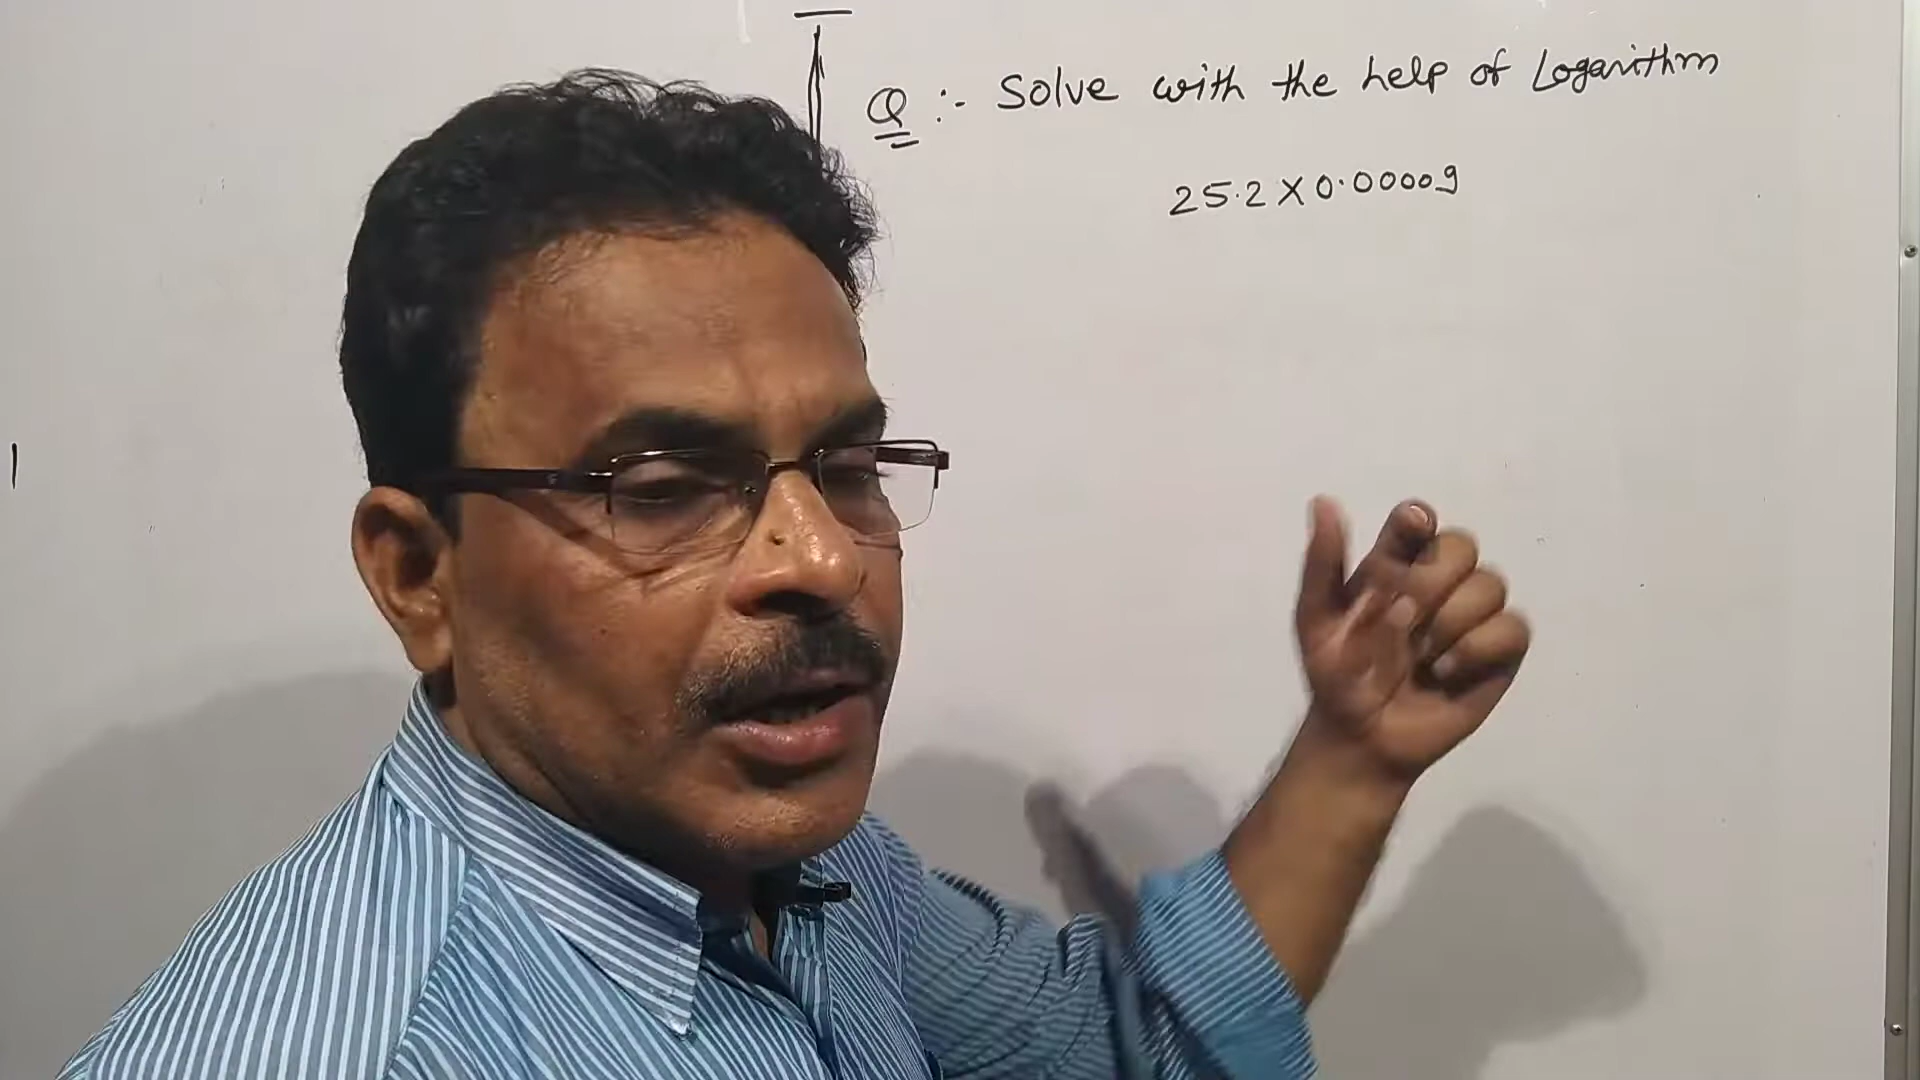 Q :- Solve with the help of Logarithm
25.2 X 0.00009